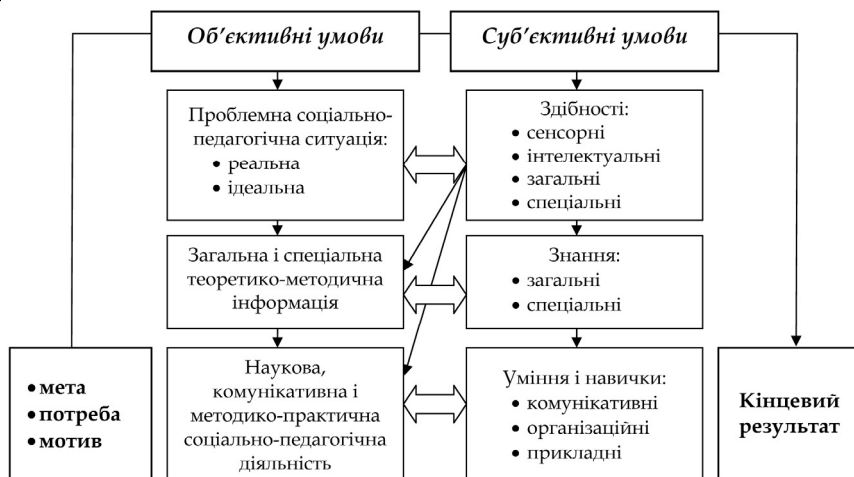 Об’єктивні умови
Суб’єктивні умови
Проблемна соціально-
педагогічна ситуація:
• реальна
• ідеальна
Здібності:
• сенсорні
• інтелектуальні
• загальні
• спеціальні
Загальна і спеціальна
теоретико-методична
інформація
Знання:
• загальні
• спеціальні
• мета
• потреба
• мотив
Наукова,
комунікативна і
методико-практична
соціально-педагогічна
діяльність
Уміння і навички:
• комунікативні
• організаційні
• прикладні
Кінцевий
результат